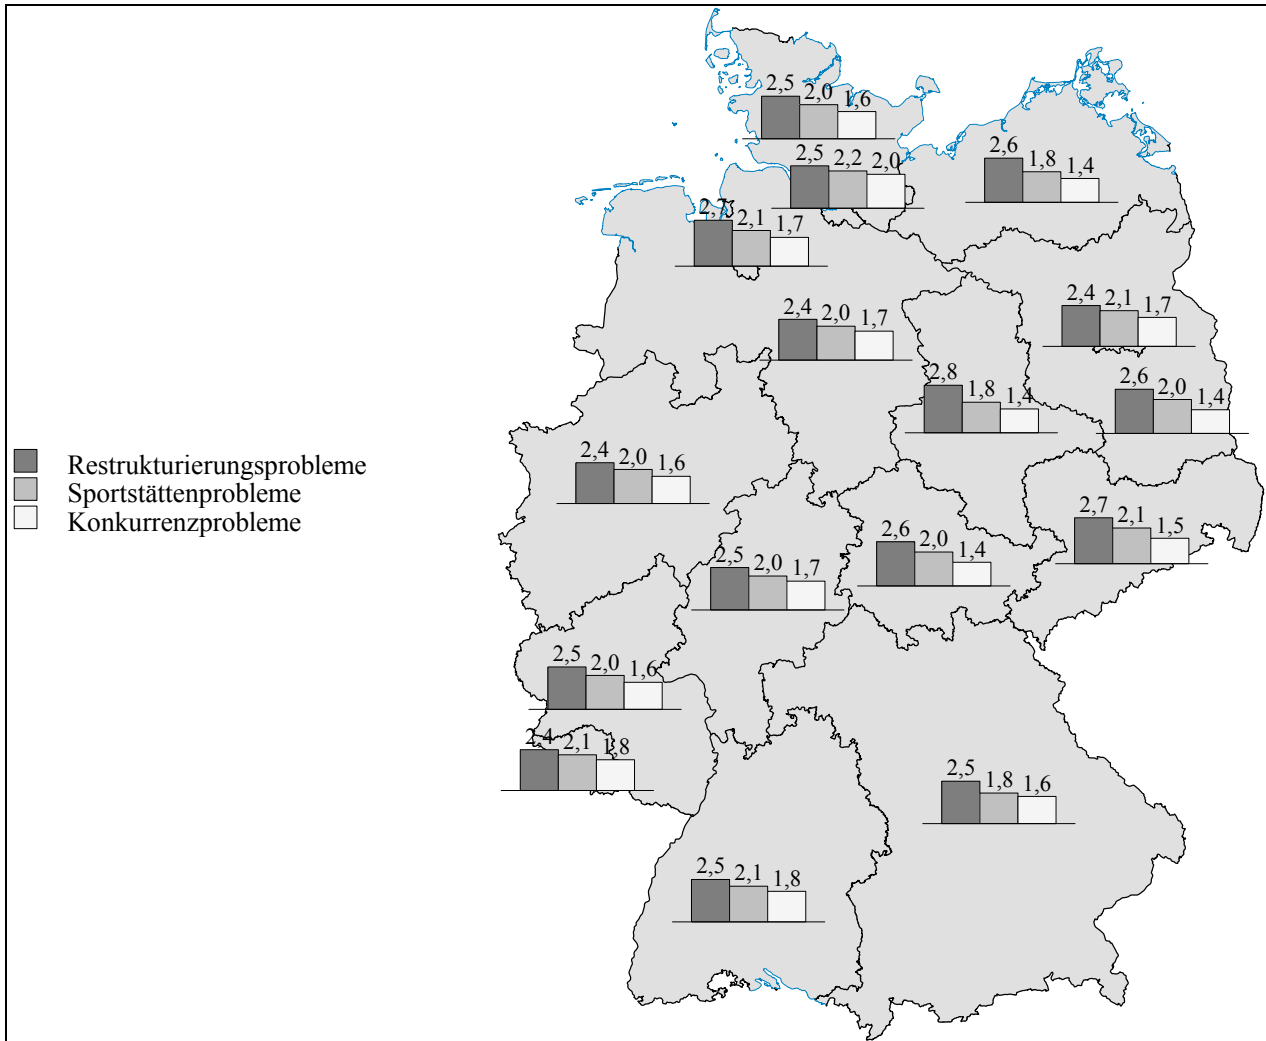 2,5 2,0 1,6
2,5 2,2 2,0
2,6 1,8 1,4
2,7 2,1 1,7
2,4 2,0 1,7
2,4 2,1 1,7
2,8 1,8 1,4
2,6 2,0 1,4
Restrukturierungsprobleme
Sportstättenprobleme
Konkurrenzprobleme
2,4 2,0 1,6
2,7 2,1 1,5
2,6 2,0 1,4
2,5 2,0 1,7
2,5 2,0 1,6
2,4 2,1 1,8
2,5 1,8 1,6
2,5 2,1 1,8